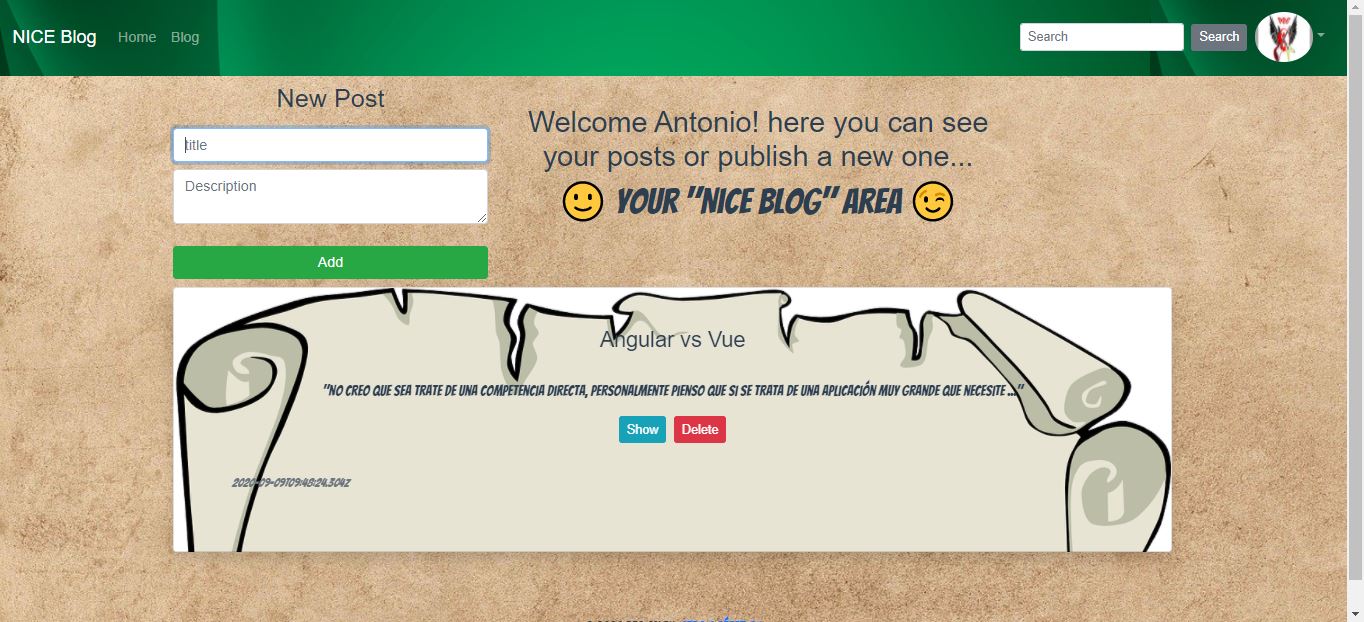 NICE Blog Home Blog Search Search
New Post
title
Description
Add
Welcome Antonio! here you can see
your posts or publish a new one...
🙂 YOUR "NICE BLOG" AREA 😉
Angular vs Vue
"NO CREO QUE SEA TRATE DE UNA COMPETENCIA DIRECTA, PERSONALMENTE PIENSO QUE SI SE TRATA DE UNA APLICACIÓN MUY GRANDE QUE NECESITE ..."
Show Delete
2020-09-09T09:48:24.304Z